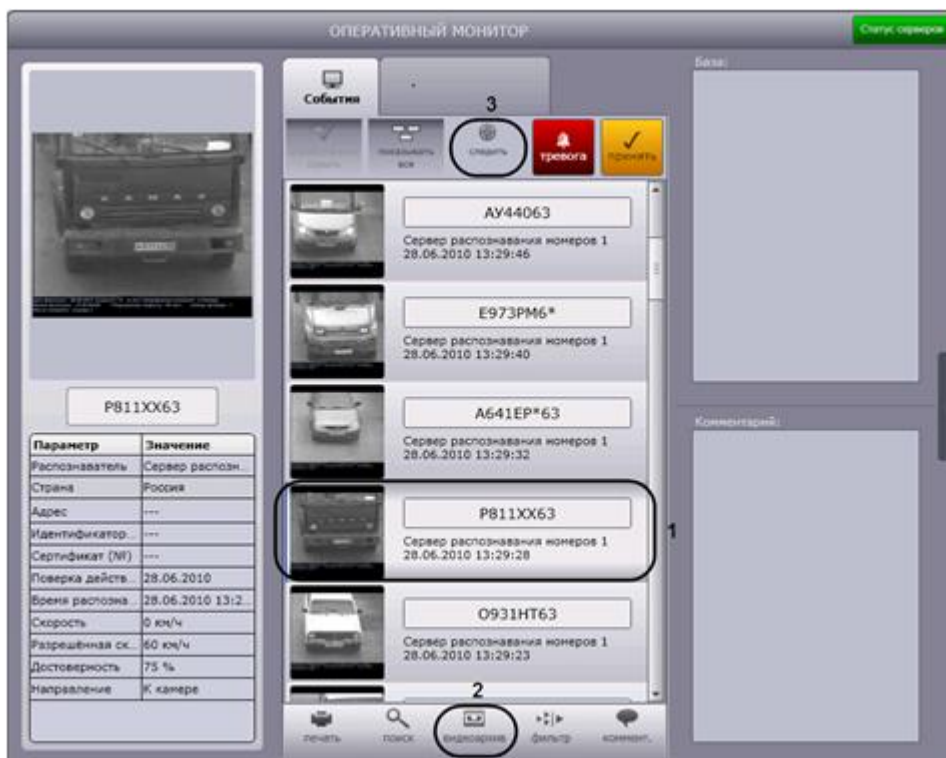 ОПЕРАТИВНЫЙ МОНИТОР
Статус серверов
База:
События
3
показывать
все
следить
тревога
принять
КАМАЗ
Р811ХХ63
Параметр Значение
Распознаватель Сервер распозн...
Страна Россия
Адрес ---
Идентификатор... ---
Сертификат (№) ---
Поверка действ... 28.06.2010
Время распозна... 28.06.2010 13:2...
Скорость 0 км/ч
Разрешённая ск... 60 км/ч
Достоверность 75 %
Направление К камере
АУ44063
Сервер распознавания номеров 1
28.06.2010 13:29:46
Е973РМ6*
Сервер распознавания номеров 1
28.06.2010 13:29:40
А641ЕР*63
Сервер распознавания номеров 1
28.06.2010 13:29:32
Р811ХХ63
Сервер распознавания номеров 1
28.06.2010 13:29:28
1
О931НТ63
Сервер распознавания номеров 1
28.06.2010 13:29:23
2
печать
поиск
видеоархив
фильтр
коммент.
Комментарий: